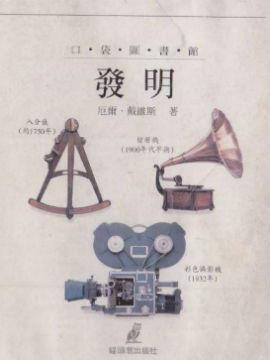 口・袋・圖・書・館
發明
厄爾・戴維斯 著
八分儀
(約1750年)
留聲機
(1900年代早期)
彩色攝影機
(1932年)
貓頭鷹出版社